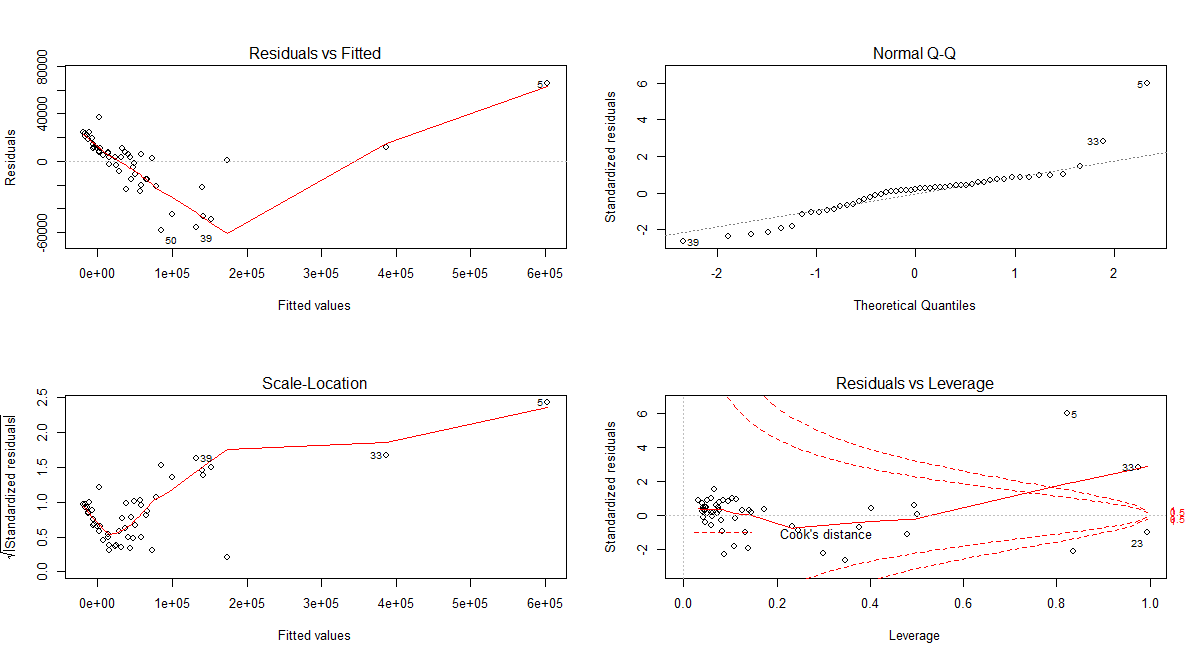 Residuals vs Fitted
Residuals
80000
40000
0
-60000
5
50
39
0e+00 1e+05 2e+05 3e+05 4e+05 5e+05 6e+05
Fitted values
Normal Q-Q
Standardized residuals
6
4
2
0
-2
5
33
39
-2 -1 0 1 2
Theoretical Quantiles
Scale-Location
√|Standardized residuals|
2.5
2.0
1.5
1.0
0.5
0.0
5
39
33
0e+00 1e+05 2e+05 3e+05 4e+05 5e+05 6e+05
Fitted values
Residuals vs Leverage
Standardized residuals
6
4
2
0
-2
5
33
23
Cook's distance
0.0 0.2 0.4 0.6 0.8 1.0
Leverage